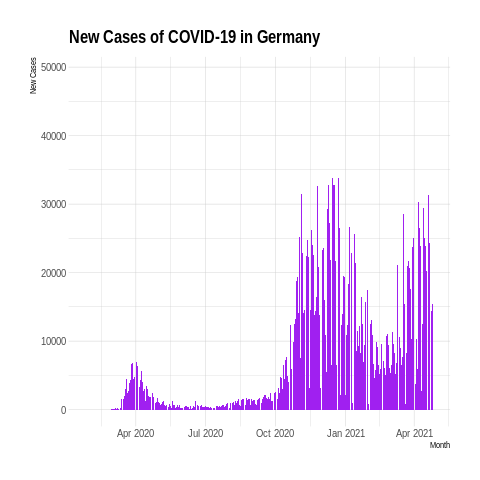 New Cases of COVID-19 in Germany
New Cases
50000
40000
30000
20000
10000
0
Apr 2020 Jul 2020 Oct 2020 Jan 2021 Apr 2021
Month